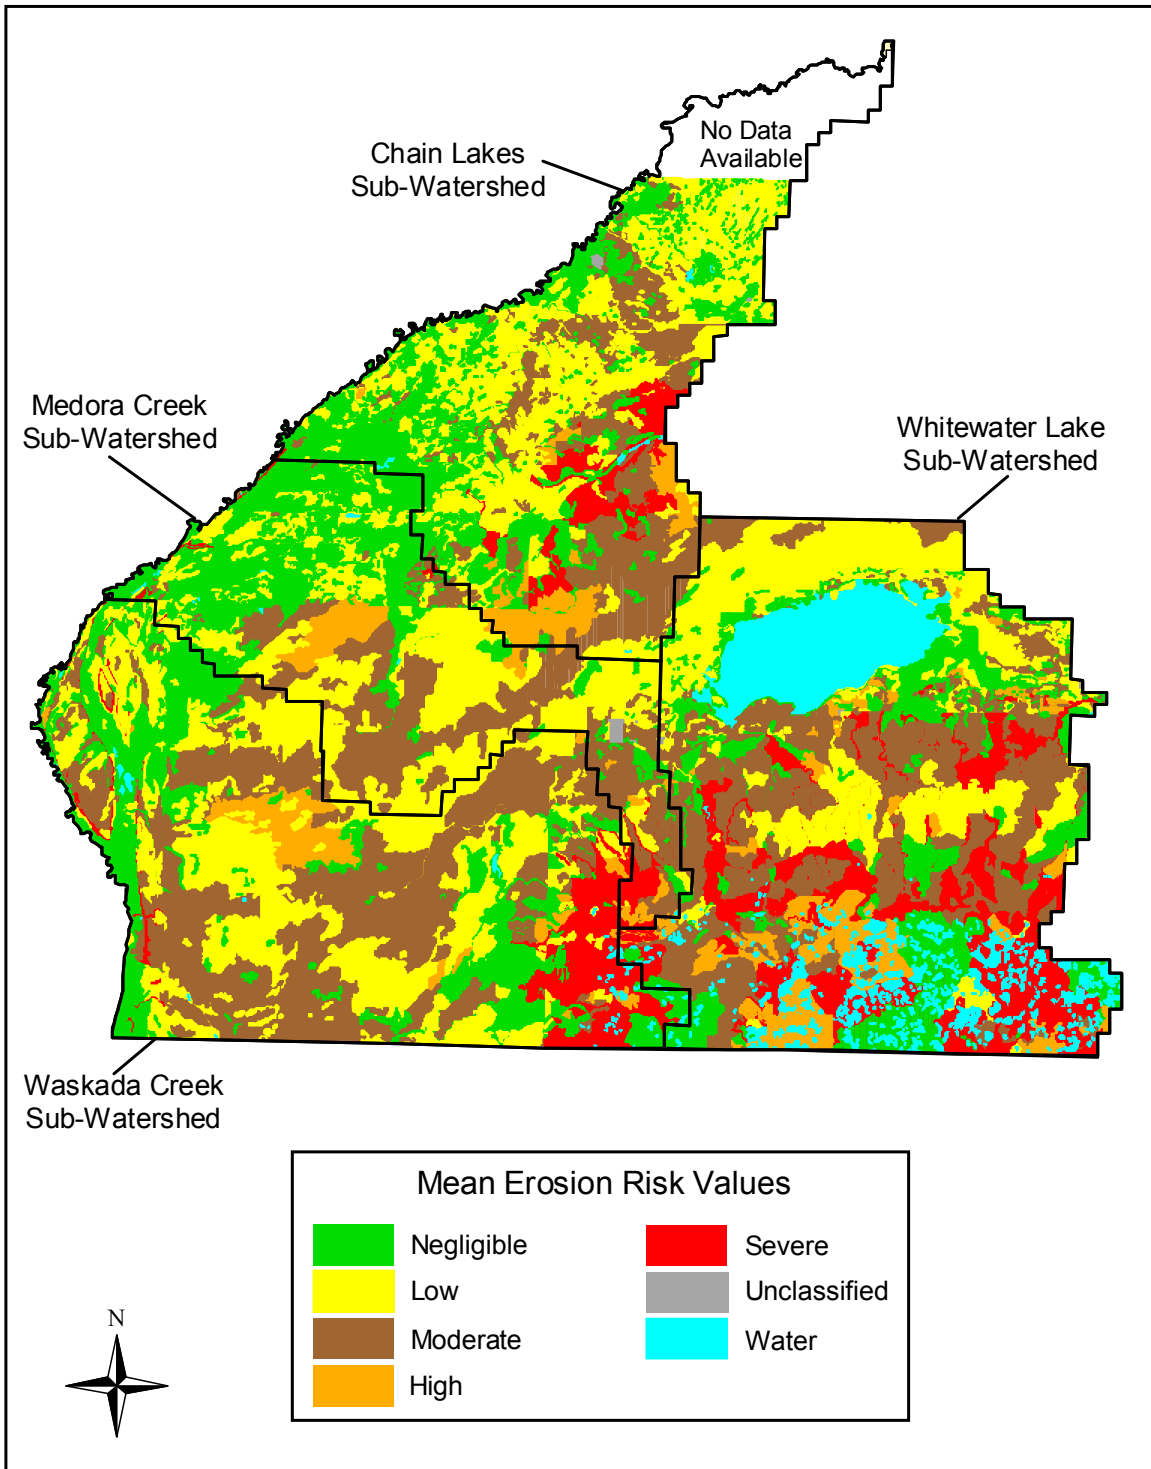 No Data
Available
Chain Lakes
Sub-Watershed
Medora Creek
Sub-Watershed
Whitewater Lake
Sub-Watershed
Waskada Creek
Sub-Watershed
Mean Erosion Risk Values
Negligible
Low
Moderate
High
Severe
Unclassified
Water
N